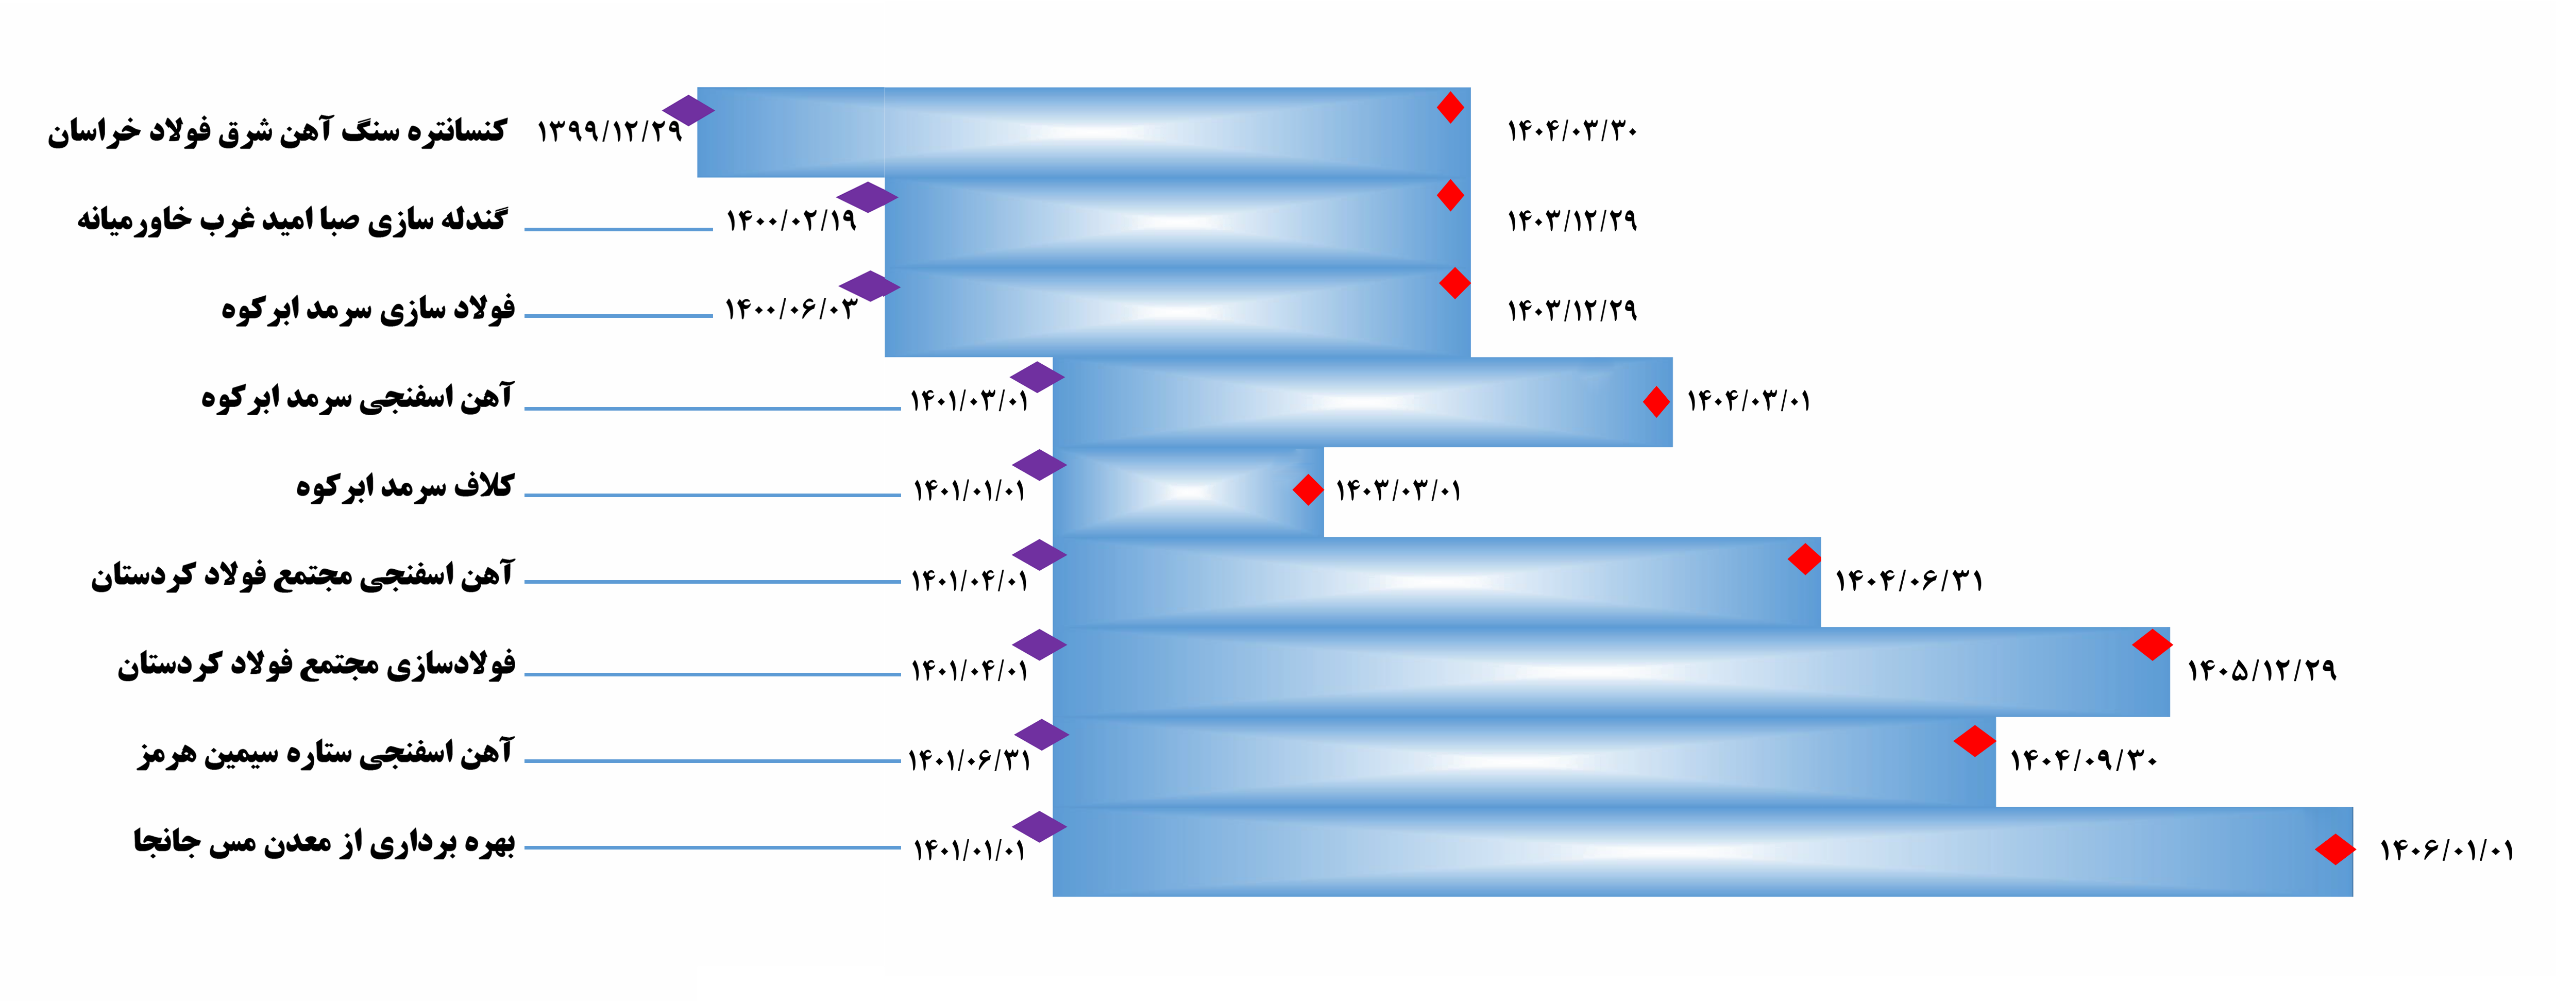 کنسانتره سنگ آهن شرق فولاد خراسان ۱۳۹۹/۱۲/۲۹ ۱۴۰۴/۰۳/۳۰
گندله سازی صبا امید غرب خاورمیانه ۱۴۰۰/۰۲/۱۹ ۱۴۰۳/۱۲/۲۹
فولاد سازی سرمد ابرکوه ۱۴۰۰/۰۶/۰۳ ۱۴۰۳/۱۲/۲۹
آهن اسفنجی سرمد ابرکوه ۱۴۰۱/۰۳/۰۱ ۱۴۰۴/۰۳/۰۱
کلاف سرمد ابرکوه ۱۴۰۱/۰۱/۰۱ ۱۴۰۳/۰۳/۰۱
آهن اسفنجی مجتمع فولاد کردستان ۱۴۰۱/۰۴/۰۱ ۱۴۰۴/۰۶/۳۱
فولادسازی مجتمع فولاد کردستان ۱۴۰۱/۰۴/۰۱ ۱۴۰۵/۱۲/۲۹
آهن اسفنجی ستاره سیمین هرمز ۱۴۰۱/۰۶/۳۱ ۱۴۰۴/۰۹/۳۰
بهره برداری از معدن مس جانجا ۱۴۰۱/۰۱/۰۱ ۱۴۰۶/۰۱/۰۱